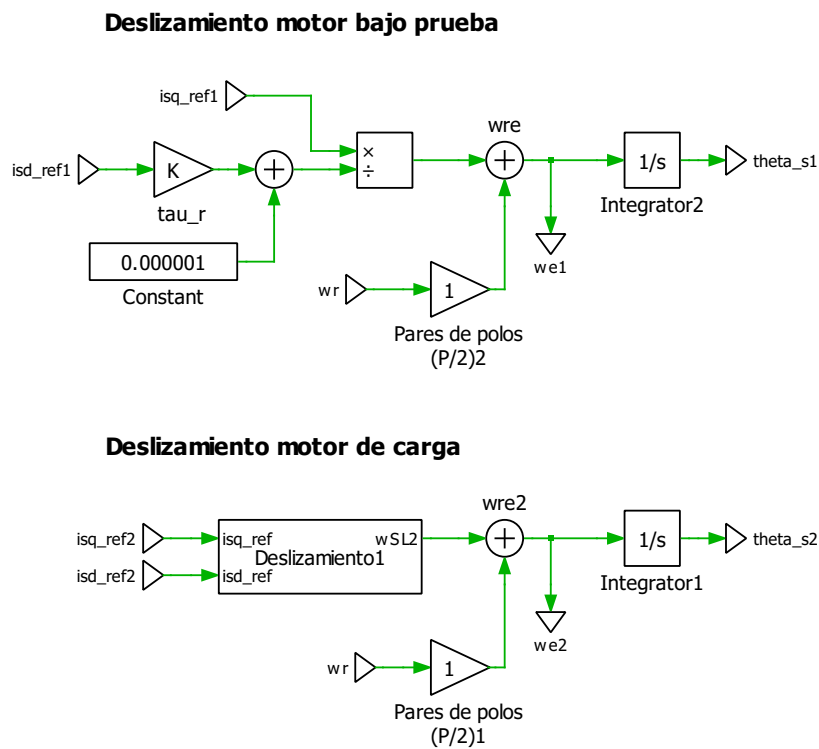 Deslizamiento motor bajo prueba
isq_ref1
wre
×
÷
isd_ref1
K
1/s
theta_s1
tau_r
Integrator2
0.000001
we1
Constant
wr
1
Pares de polos
(P/2)2
Deslizamiento motor de carga
wre2
isq_ref2
isq_ref
wSL2
1/s
theta_s2
Deslizamiento1
isd_ref2
isd_ref
Integrator1
we2
wr
1
Pares de polos
(P/2)1